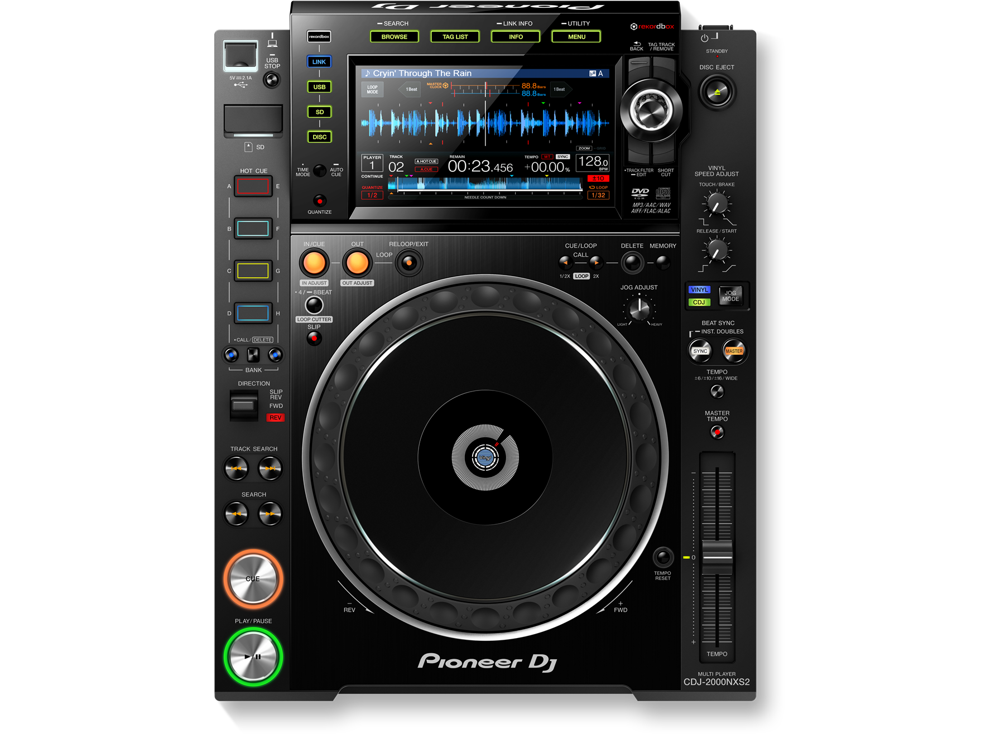 Pioneer Dj
SEARCH
LINK INFO
UTILITY
rekordbox
BROWSE
TAG LIST
INFO
MENU
rekordbox
BACK
TAG TRACK
/ REMOVE
USB
STOP
5V 2.1A
LINK
USB
SD
DISC
STANDBY
DISC EJECT
Cryin' Through The Rain
A
LOOP
MODE
1Beat
MASTER
CLOCK
88.8 Bars
88.8 Bars
1Beat
ZOOM
GRID
PLAYER
1
TRACK
02
A.HOTCUE
A.CUE
REMAIN
00:23.456
TEMPO
M.T.
SYNC
+00.00 %
128.0
BPM
CONTINUE
±10
QUANTIZE
1/2
LOOP
1/32
NEEDLE COUNT DOWN
SD
TIME
MODE
AUTO
CUE
QUANTIZE
TRACK FILTER
EDIT
SHORT
CUT
DVD
ROM
MP3/AAC/WAV
AIFF/FLAC/ALAC
VINYL
SPEED ADJUST
TOUCH/BRAKE
RELEASE/START
HOT CUE
A
E
B
F
C
G
D
H
•CALL/DELETE
BANK
IN/CUE
OUT
RELOOP/EXIT
LOOP
IN ADJUST
OUT ADJUST
• 4/ 8BEAT
LOOP CUTTER
SLIP
CUE/LOOP
CALL
DELETE
MEMORY
1/2X
LOOP
2X
JOG ADJUST
LIGHT
HEAVY
VINYL
CDJ
JOG
MODE
BEAT SYNC
INST. DOUBLES
SYNC
MASTER
TEMPO
±6/±10/±16/WIDE
MASTER
TEMPO
DIRECTION
SLIP
REV
FWD
REV
TRACK SEARCH
SEARCH
Vinyl
CUE
PLAY/PAUSE
−
REV
+
FWD
TEMPO
RESET
−
0
+
TEMPO
Pioneer Dj
MULTI PLAYER
CDJ-2000NXS2